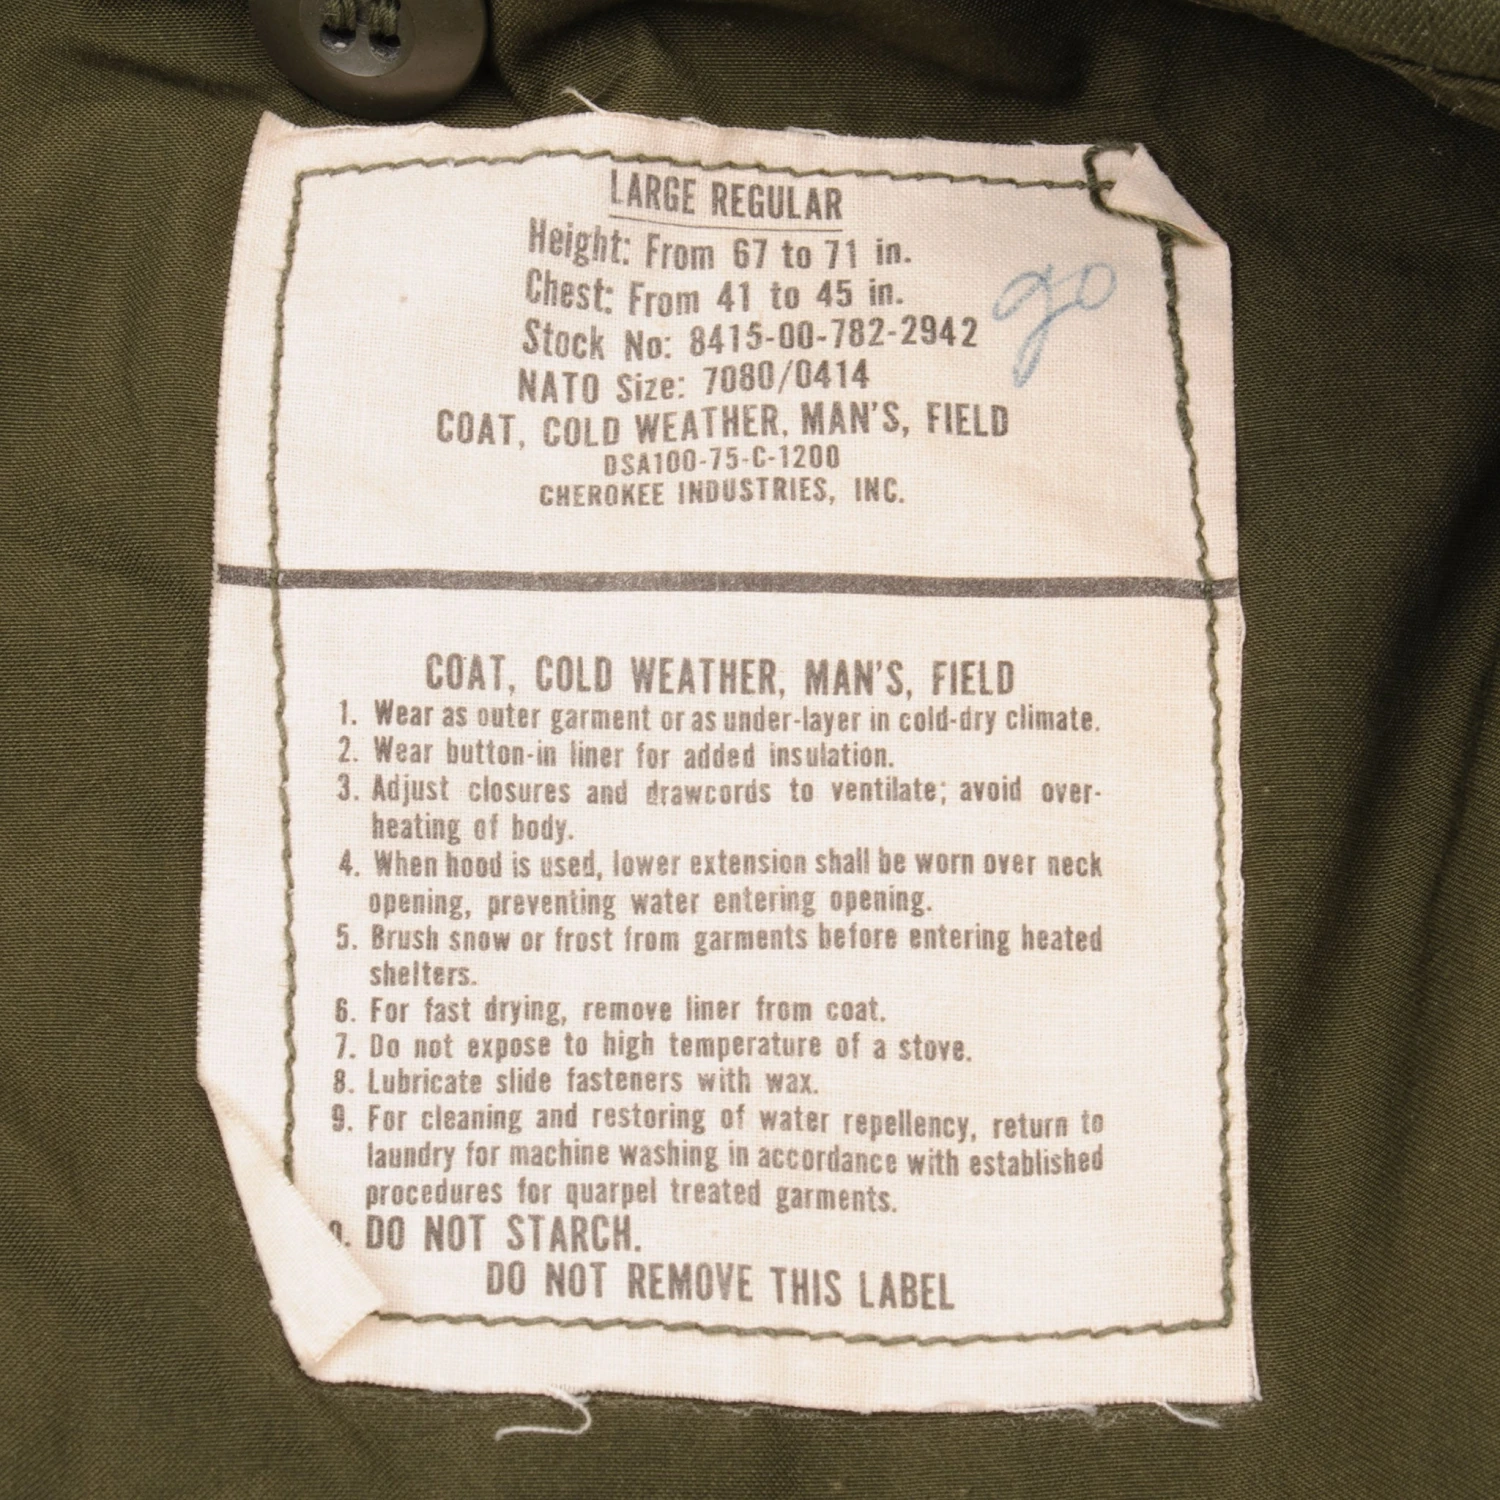 LARGE REGULAR
Height: From 67 to 71 in.
Chest: From 41 to 45 in.
go
Stock No: 8415-00-782-2942
NATO Size: 7080/0414
COAT, COLD WEATHER, MAN'S, FIELD
DSA100-75-C-1200
CHEROKEE INDUSTRIES, INC.
COAT, COLD WEATHER, MAN'S, FIELD
1. Wear as outer garment or as under-layer in cold-dry climate.
2. Wear button-in liner for added insulation.
3. Adjust closures and drawcords to ventilate; avoid over-
heating of body.
4. When hood is used, lower extension shall be worn over neck
opening, preventing water entering opening.
5. Brush snow or frost from garments before entering heated
shelters.
6. For fast drying, remove liner from coat.
7. Do not expose to high temperature of a stove.
8. Lubricate slide fasteners with wax.
9. For cleaning and restoring of water repellency, return to
laundry for machine washing in accordance with established
procedures for quarpel treated garments.
DO NOT STARCH.
DO NOT REMOVE THIS LABEL